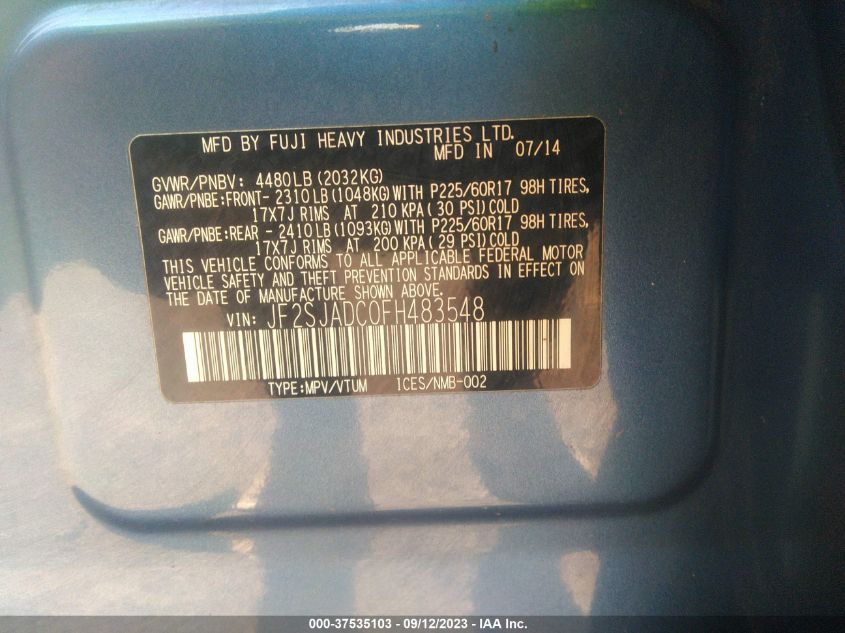 MFD BY FUJI HEAVY INDUSTRIES LTD.
MFD IN 07/14
GVWR/PNBV: 4480LB(2032KG)
GAWR/PNBE:FRONT- 2310LB(1048KG)WITH P225/60R17 98H TIRES,
17X7J RIMS AT 210 KPA(30 PSI)COLD
GAWR/PNBE:REAR - 2410LB(1093KG)WITH P225/60R17 98H TIRES,
17X7J RIMS AT 200 KPA(29 PSI)COLD
THIS VEHICLE CONFORMS TO ALL APPLICABLE FEDERAL MOTOR
VEHICLE SAFETY AND THEFT PREVENTION STANDARDS IN EFFECT ON
THE DATE OF MANUFACTURE SHOWN ABOVE.
VIN: JF2SJADC0FH483548
TYPE:MPV/VTUM ICES/NMB-002
000-37535103 - 09/12/2023 - IAA Inc.